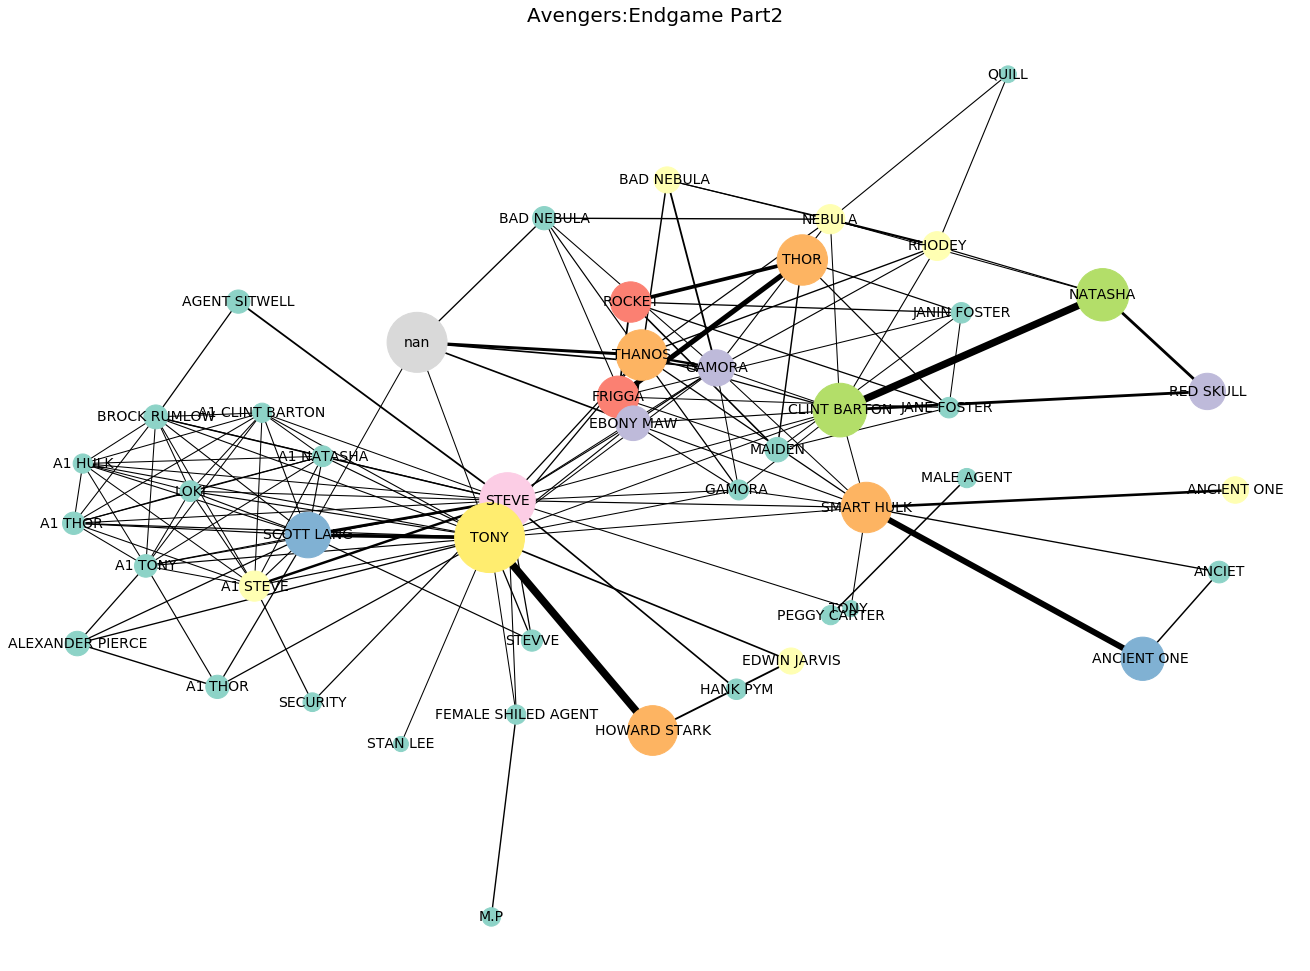 Avengers:Endgame Part2
QUILL
BAD NEBULA
BAD NEBULA
NEBULA
RHODEY
THOR
AGENT SITWELL
ROCKET
NATASHA
JANIN FOSTER
nan
THANOS
GAMORA
FRIGGA
RED SKULL
CLINT BARTON
JANE FOSTER
BROCK RUMLOW
A1 CLINT BARTON
EBONY MAW
MAIDEN
A1 HULK
A1 NATASHA
MALE AGENT
LOKI
GAMORA
ANCIENT ONE
STEVE
SMART HULK
A1 THOR
SCOTT LANG
TONY
A1 TONY
ANCIET
A1 STEVE
TONY
PEGGY CARTER
ALEXANDER PIERCE
STEVVE
ANCIENT ONE
EDWIN JARVIS
A1 THOR
HANK PYM
SECURITY
FEMALE SHILED AGENT
HOWARD STARK
STAN LEE
M.P